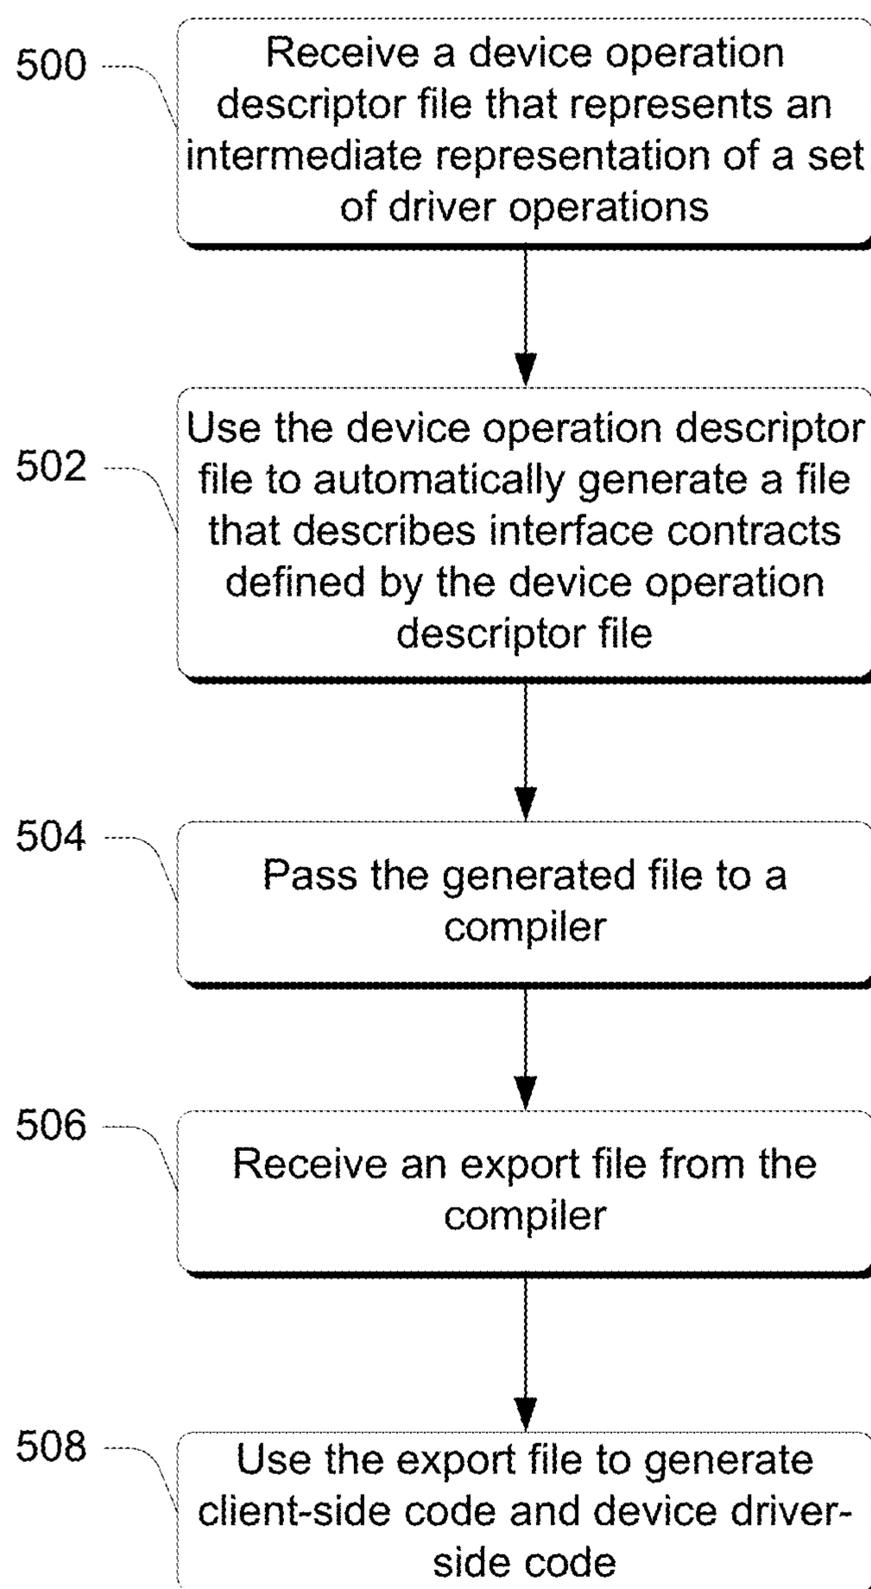 500
Receive a device operation
descriptor file that represents an
intermediate representation of a set
of driver operations
502
Use the device operation descriptor
file to automatically generate a file
that describes interface contracts
defined by the device operation
descriptor file
504
Pass the generated file to a
compiler
506
Receive an export file from the
compiler
508
Use the export file to generate
client-side code and device driver-
side code